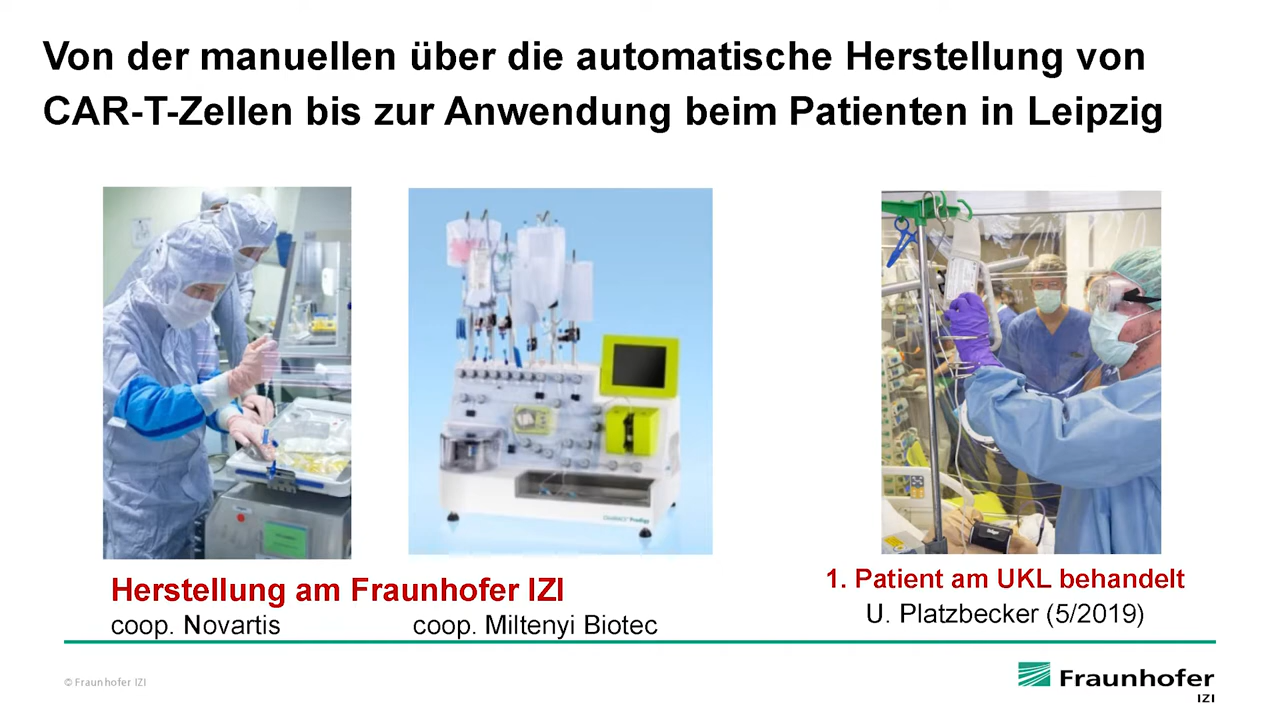 Von der manuellen über die automatische Herstellung von
CAR-T-Zellen bis zur Anwendung beim Patienten in Leipzig
Herstellung am Fraunhofer IZI
coop. Novartis
coop. Miltenyi Biotec
1. Patient am UKL behandelt
U. Platzbecker (5/2019)
© Fraunhofer IZI
Fraunhofer
IZI